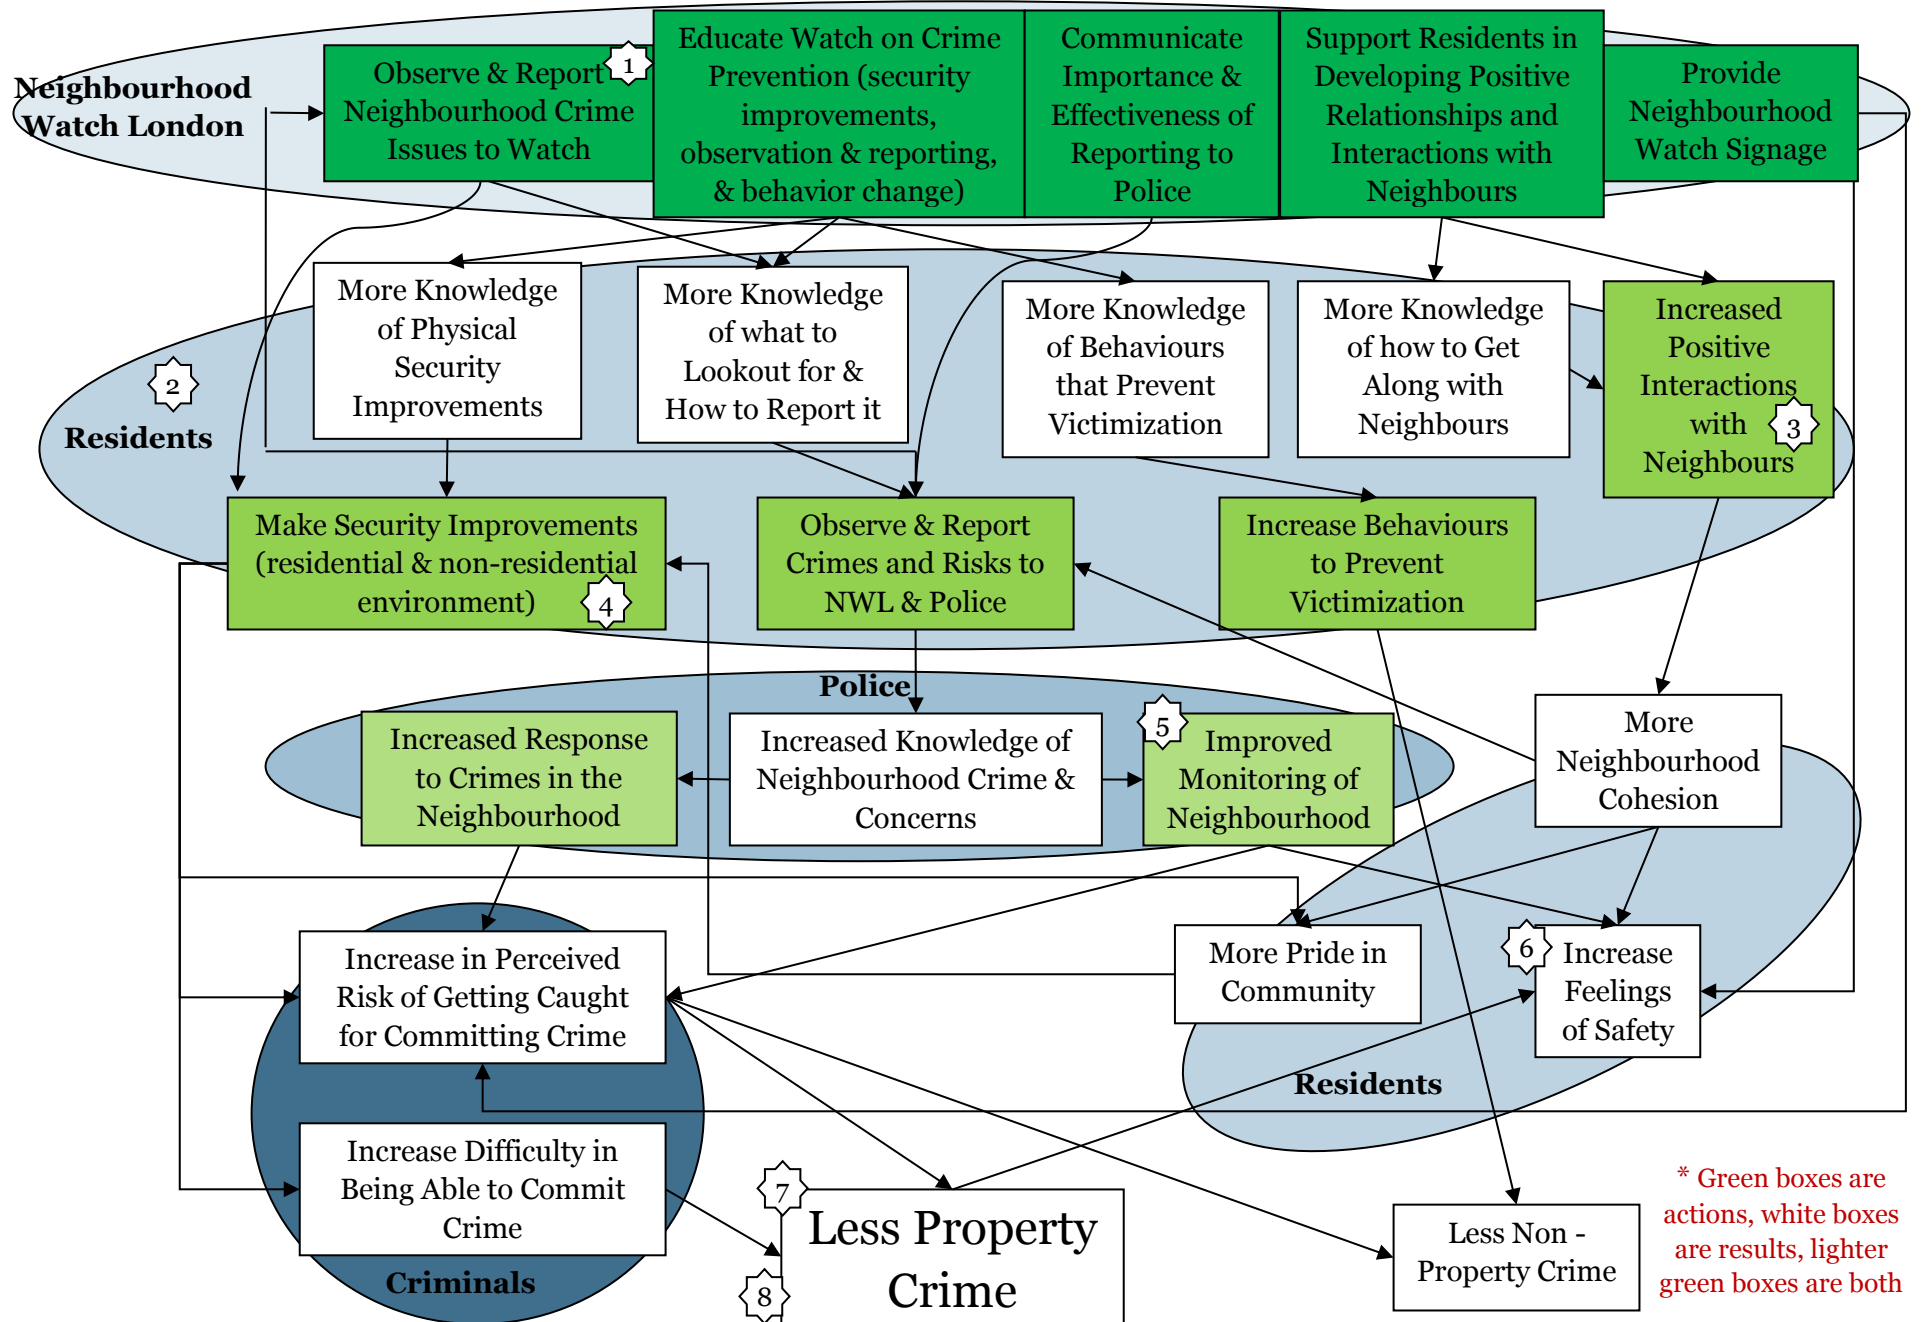 Neighbourhood
Watch London
Observe & Report
Neighbourhood Crime
Issues to Watch
1
Educate Watch on Crime
Prevention (security
improvements,
observation & reporting,
& behavior change)
Communicate
Importance &
Effectiveness of
Reporting to
Police
Support Residents in
Developing Positive
Relationships and
Interactions with
Neighbours
Provide
Neighbourhood
Watch Signage
2
Residents
More Knowledge
of Physical
Security
Improvements
More Knowledge
of what to
Lookout for &
How to Report it
More Knowledge
of Behaviours
that Prevent
Victimization
More Knowledge
of how to Get
Along with
Neighbours
Increased
Positive
Interactions
with
Neighbours
3
Make Security Improvements
(residential & non-residential
environment)
4
Observe & Report
Crimes and Risks to
NWL & Police
Increase Behaviours
to Prevent
Victimization
Police
Increased Response
to Crimes in the
Neighbourhood
Increased Knowledge of
Neighbourhood Crime &
Concerns
5
Improved
Monitoring of
Neighbourhood
More
Neighbourhood
Cohesion
Increase in Perceived
Risk of Getting Caught
for Committing Crime
More Pride in
Community
6
Increase
Feelings
of Safety
Residents
Increase Difficulty in
Being Able to Commit
Crime
Criminals
7
Less Property
Crime
8
Less Non -
Property Crime
* Green boxes are
actions, white boxes
are results, lighter
green boxes are both